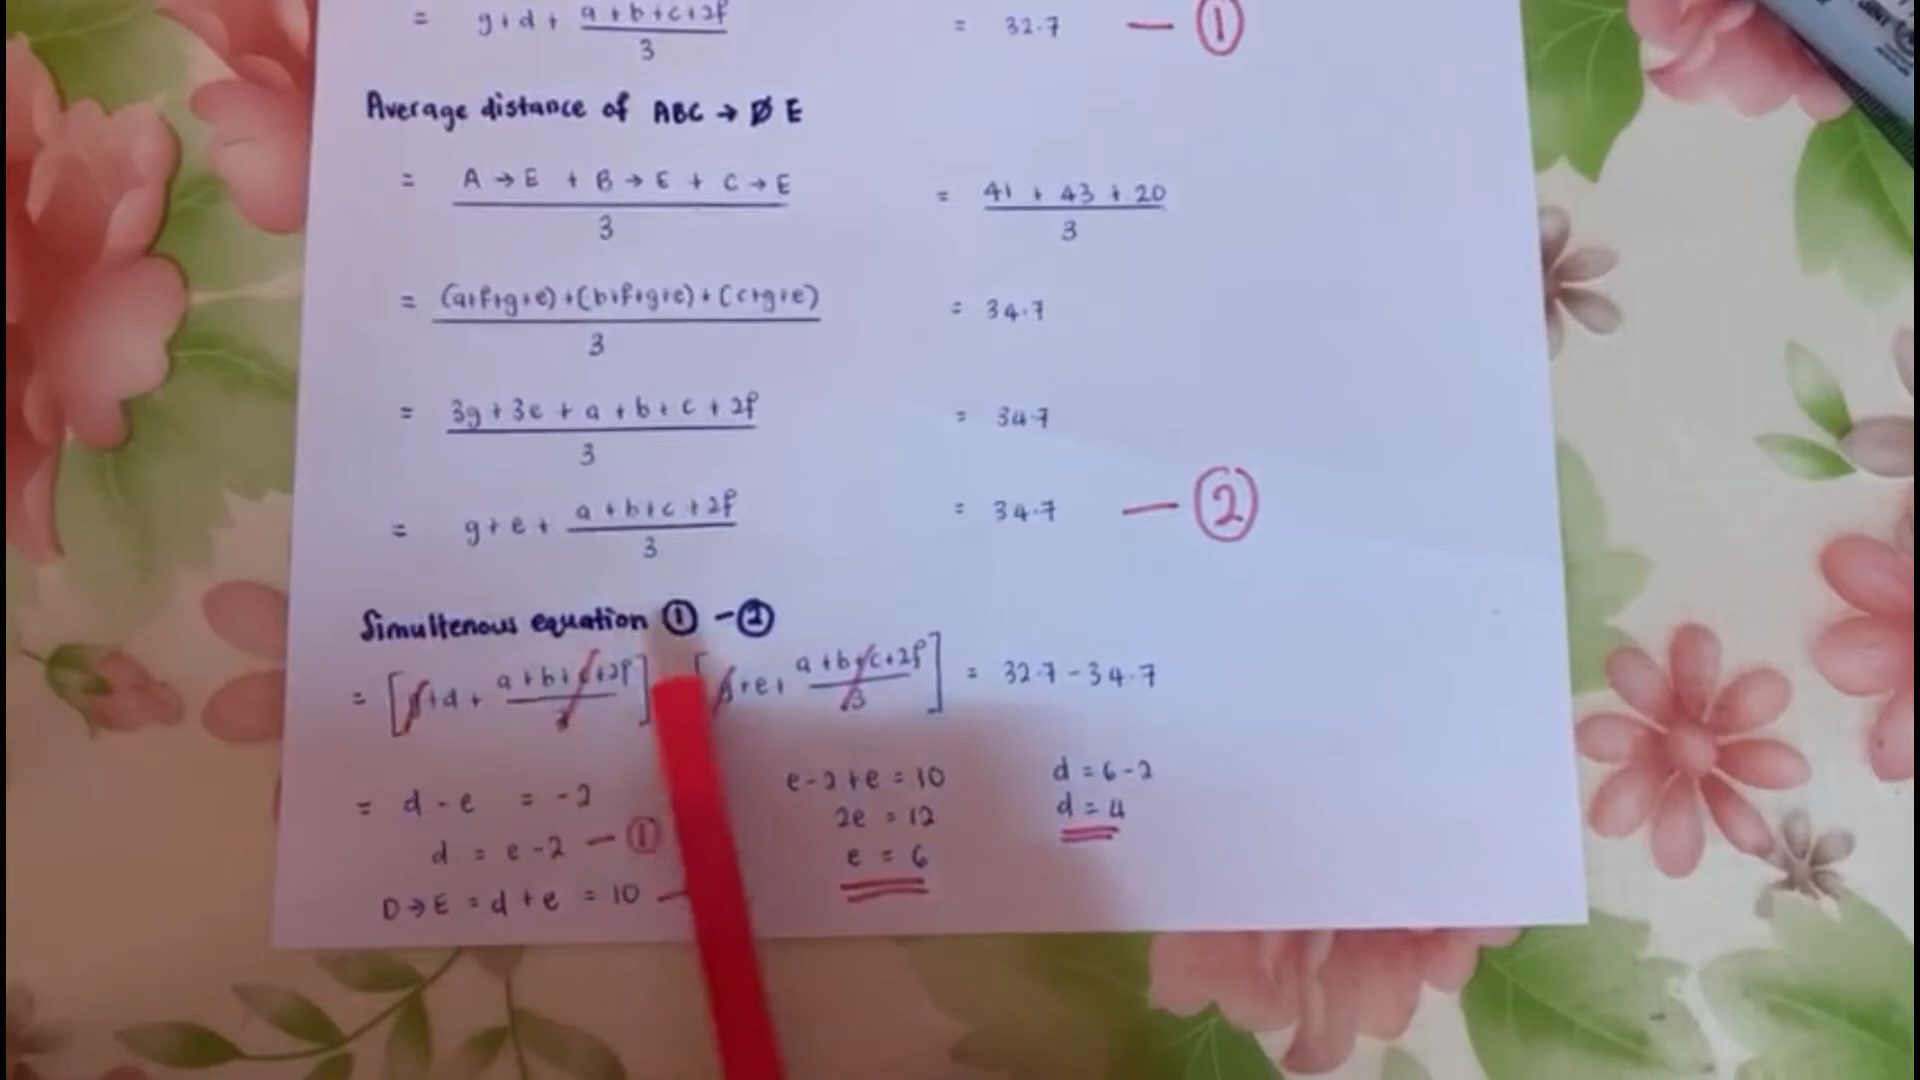 = g+d+ a+b+c+2f / 3 = 32.7 — ①
Average distance of ABC → D E
= A→E + B→E + C→E / 3 = 41 + 43 + 20 / 3
= (a+f+g+e)+(b+f+g+e)+(c+g+e) / 3 = 34.7
= 3g+3e+a+b+c+2f / 3 = 34.7
= g+e+ a+b+c+2f / 3 = 34.7 — ②
Simultenous equation ① - ②
= [g+d+ a+b+c+2f / 3] [g+e+ a+b+c+2f / 3] = 32.7 - 34.7
= d-e = -2
d = e-2 — ①
D→E = d+e = 10 —
e-2+e = 10
2e = 12
e = 6
d = 6-2
d = 4